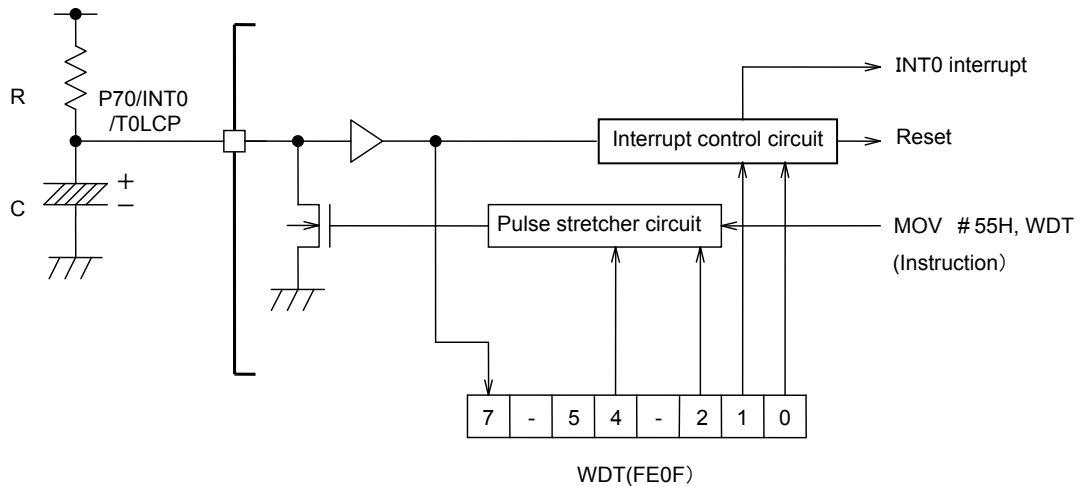 R
P70/INT0
/T0LCP
C
+
−
INT0 interrupt
Interrupt control circuit
Reset
Pulse stretcher circuit
MOV # 55H, WDT
(Instruction）
7 - 5 4 - 2 1 0
WDT(FE0F）